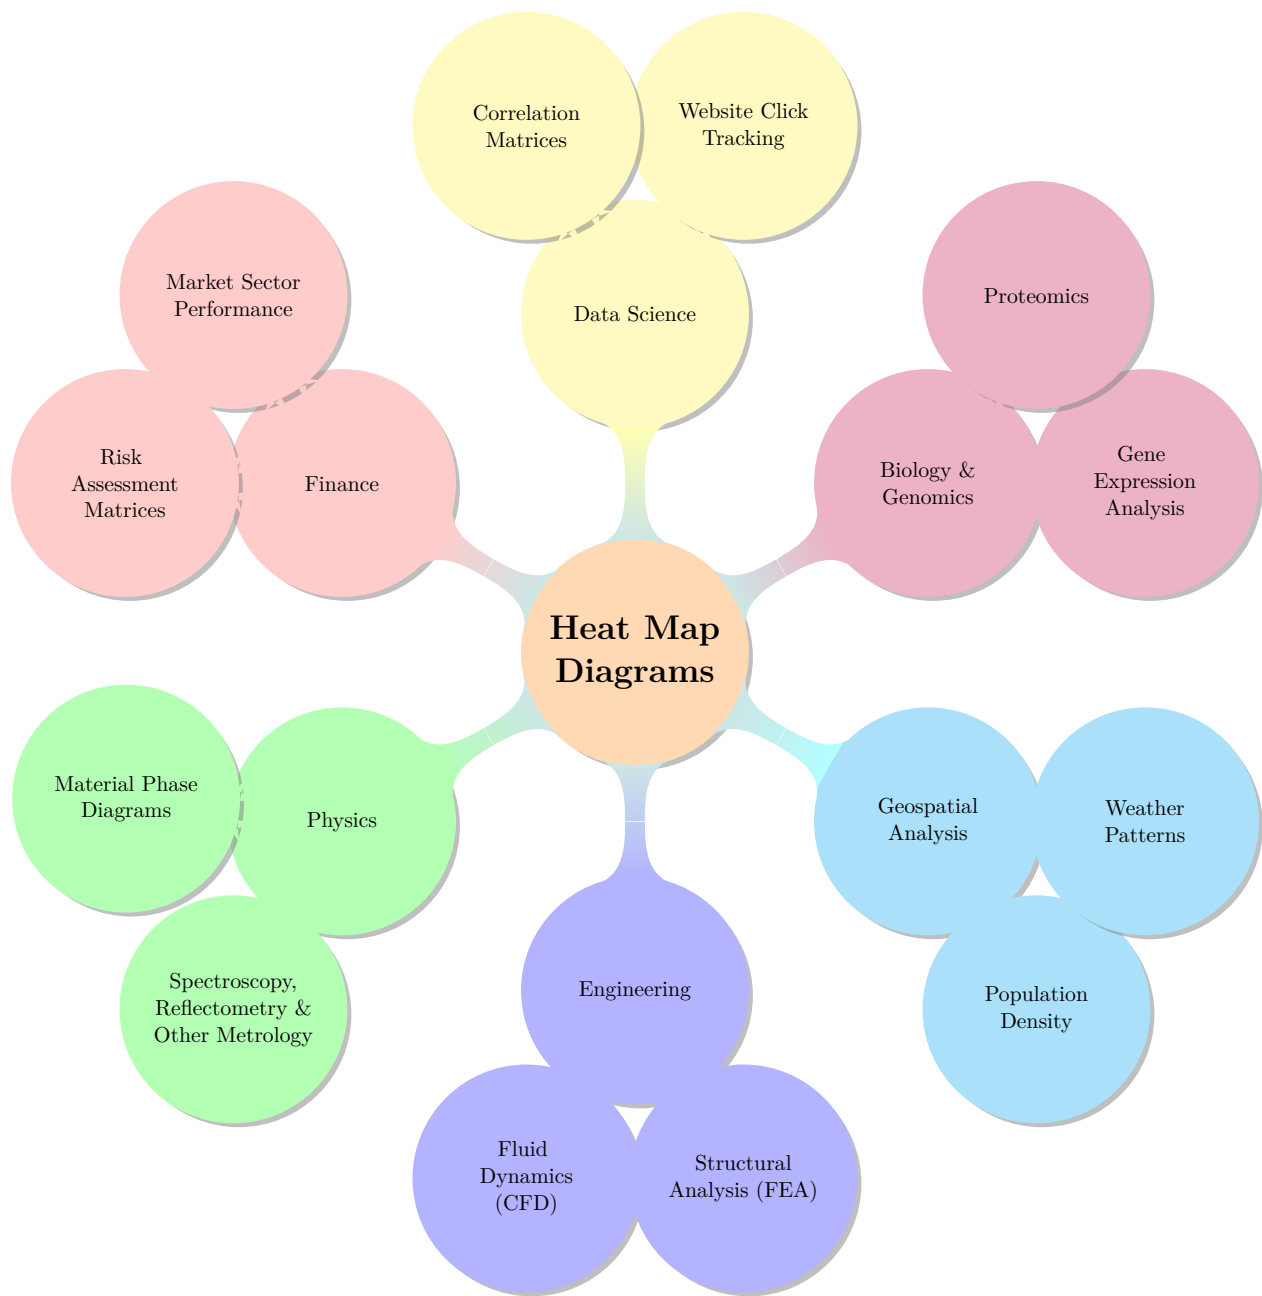 Correlation
Matrices
Website Click
Tracking
Market Sector
Performance
Proteomics
Data Science
Risk
Assessment
Matrices
Finance
Biology &
Genomics
Gene
Expression
Analysis
Heat Map
Diagrams
Material Phase
Diagrams
Physics
Geospatial
Analysis
Weather
Patterns
Spectroscopy,
Reflectometry &
Other Metrology
Engineering
Population
Density
Fluid
Dynamics
(CFD)
Structural
Analysis (FEA)